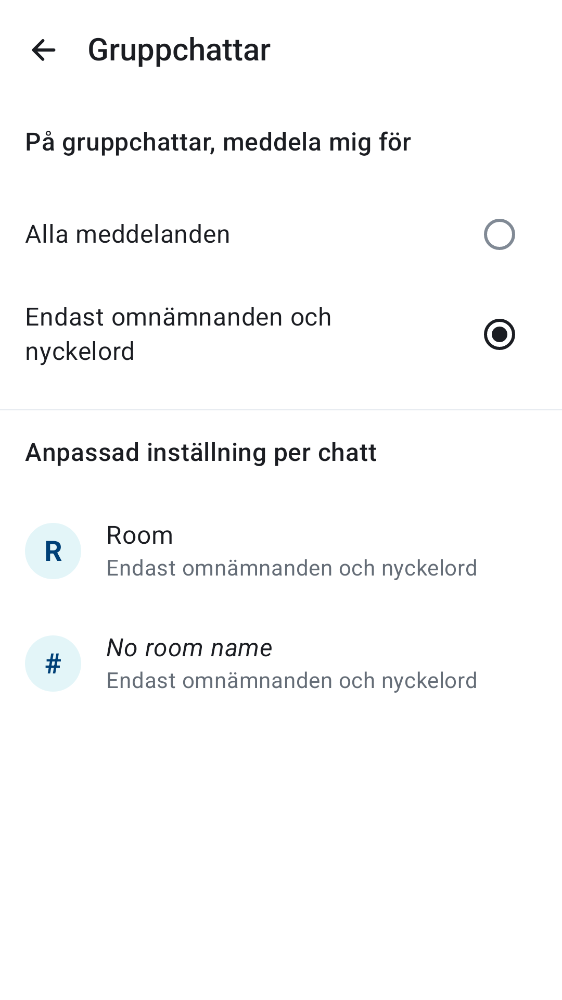 Gruppchattar
På gruppchattar, meddela mig för
Alla meddelanden
Endast omnämnanden och
nyckelord
Anpassad inställning per chatt
R
Room
Endast omnämnanden och nyckelord
#
No room name
Endast omnämnanden och nyckelord